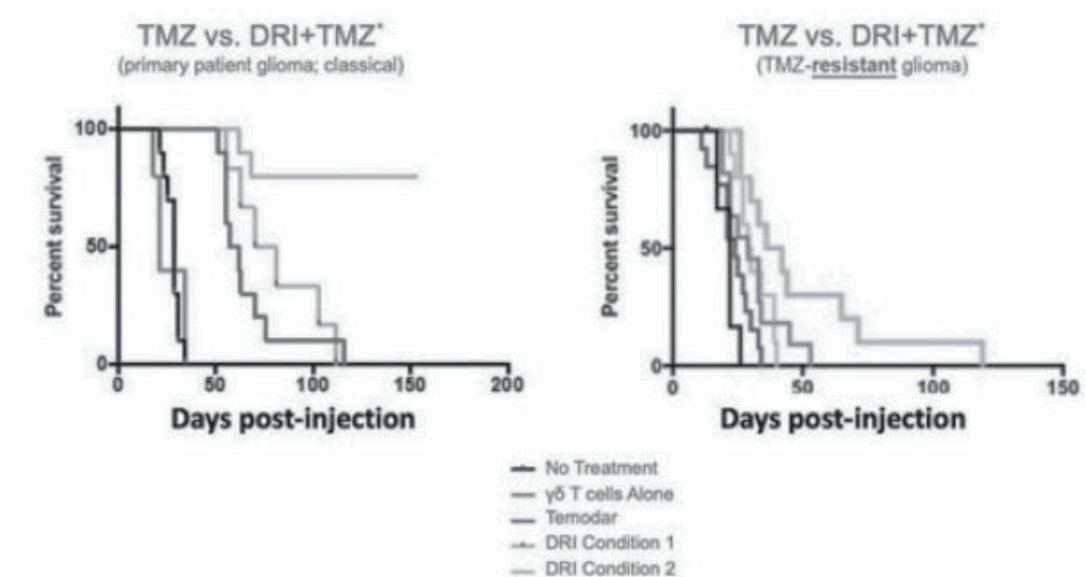 TMZ vs. DRI+TMZ*
(primary patient glioma; classical)
100
50
0
Percent survival
0 50 100 150 200
Days post-injection
TMZ vs. DRI+TMZ*
(TMZ-resistant glioma)
100
50
0
Percent survival
0 50 100 150
Days post-injection
No Treatment
γδ T cells Alone
Temodar
DRI Condition 1
DRI Condition 2